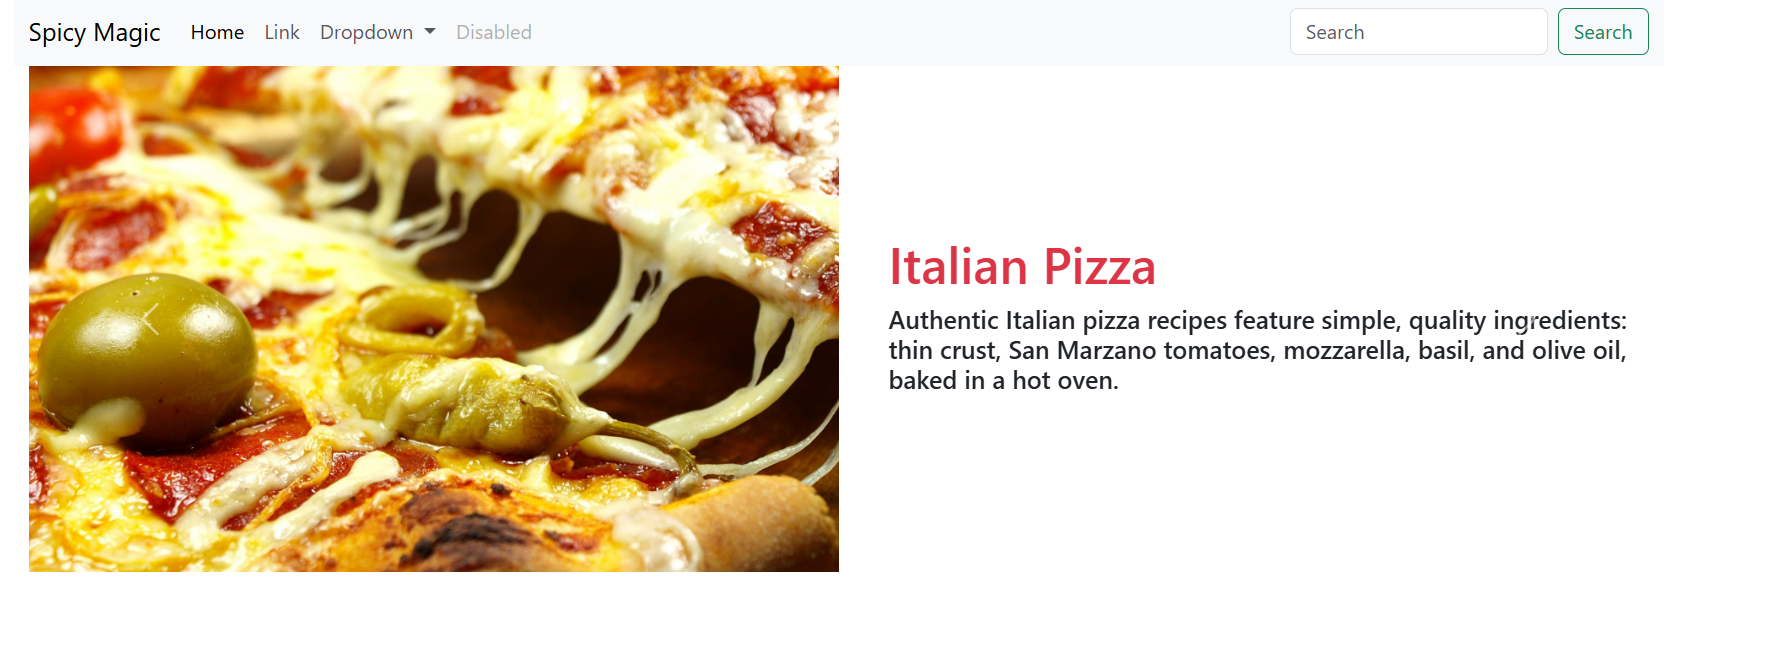 Spicy Magic Home Link Dropdown Disabled Search Search
Italian Pizza
Authentic Italian pizza recipes feature simple, quality ingredients:
thin crust, San Marzano tomatoes, mozzarella, basil, and olive oil,
baked in a hot oven.